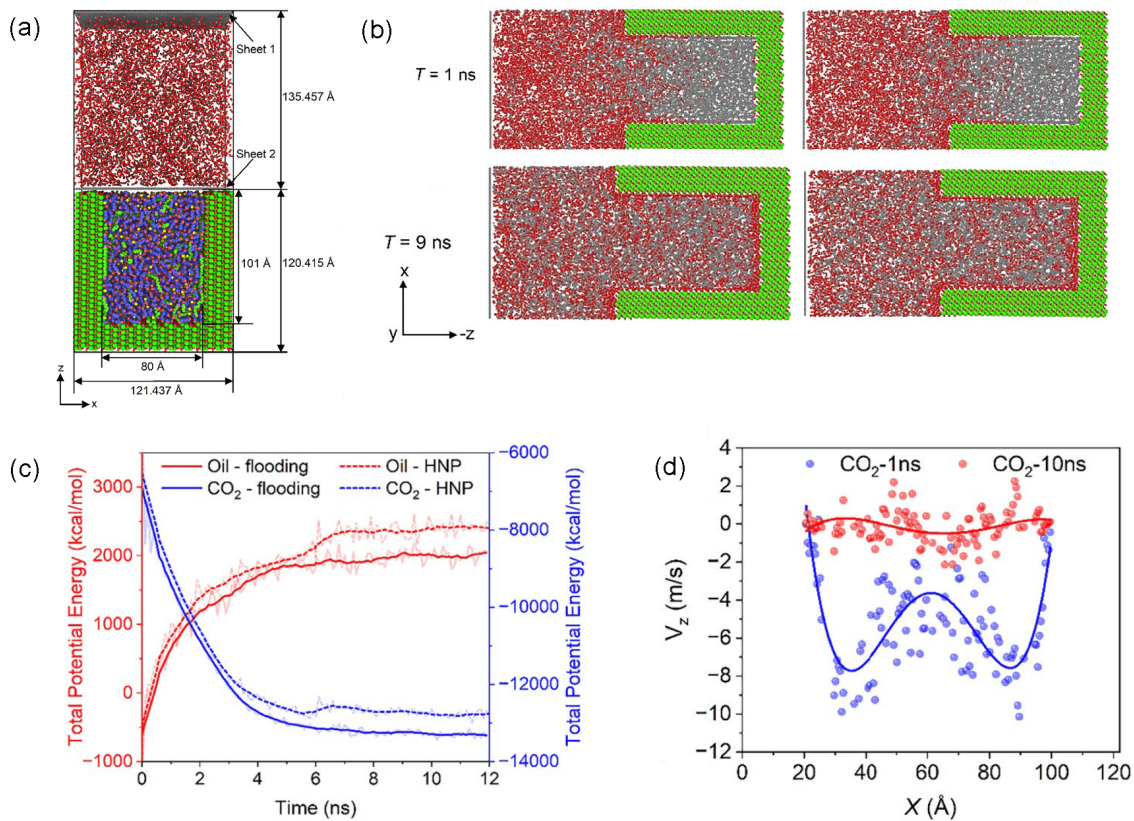 (a)
Sheet 1
135.457 Å
Sheet 2
101 Å
120.415 Å
80 Å
121.437 Å
z
x
(b)
T = 1 ns
T = 9 ns
x
y
-z
(c)
Oil - flooding
Oil - HNP
CO2 - flooding
CO2 - HNP
Total Potential Energy (kcal/mol)
3000
2000
1000
0
−1000
−6000
−8000
−10000
−12000
−14000
Total Potential Energy (kcal/mol)
0 2 4 6 8 10 12
Time (ns)
(d)
CO2-1ns
CO2-10ns
Vz (m/s)
4
2
0
−2
−4
−6
−8
−10
−12
0 20 40 60 80 100 120
X (Å)